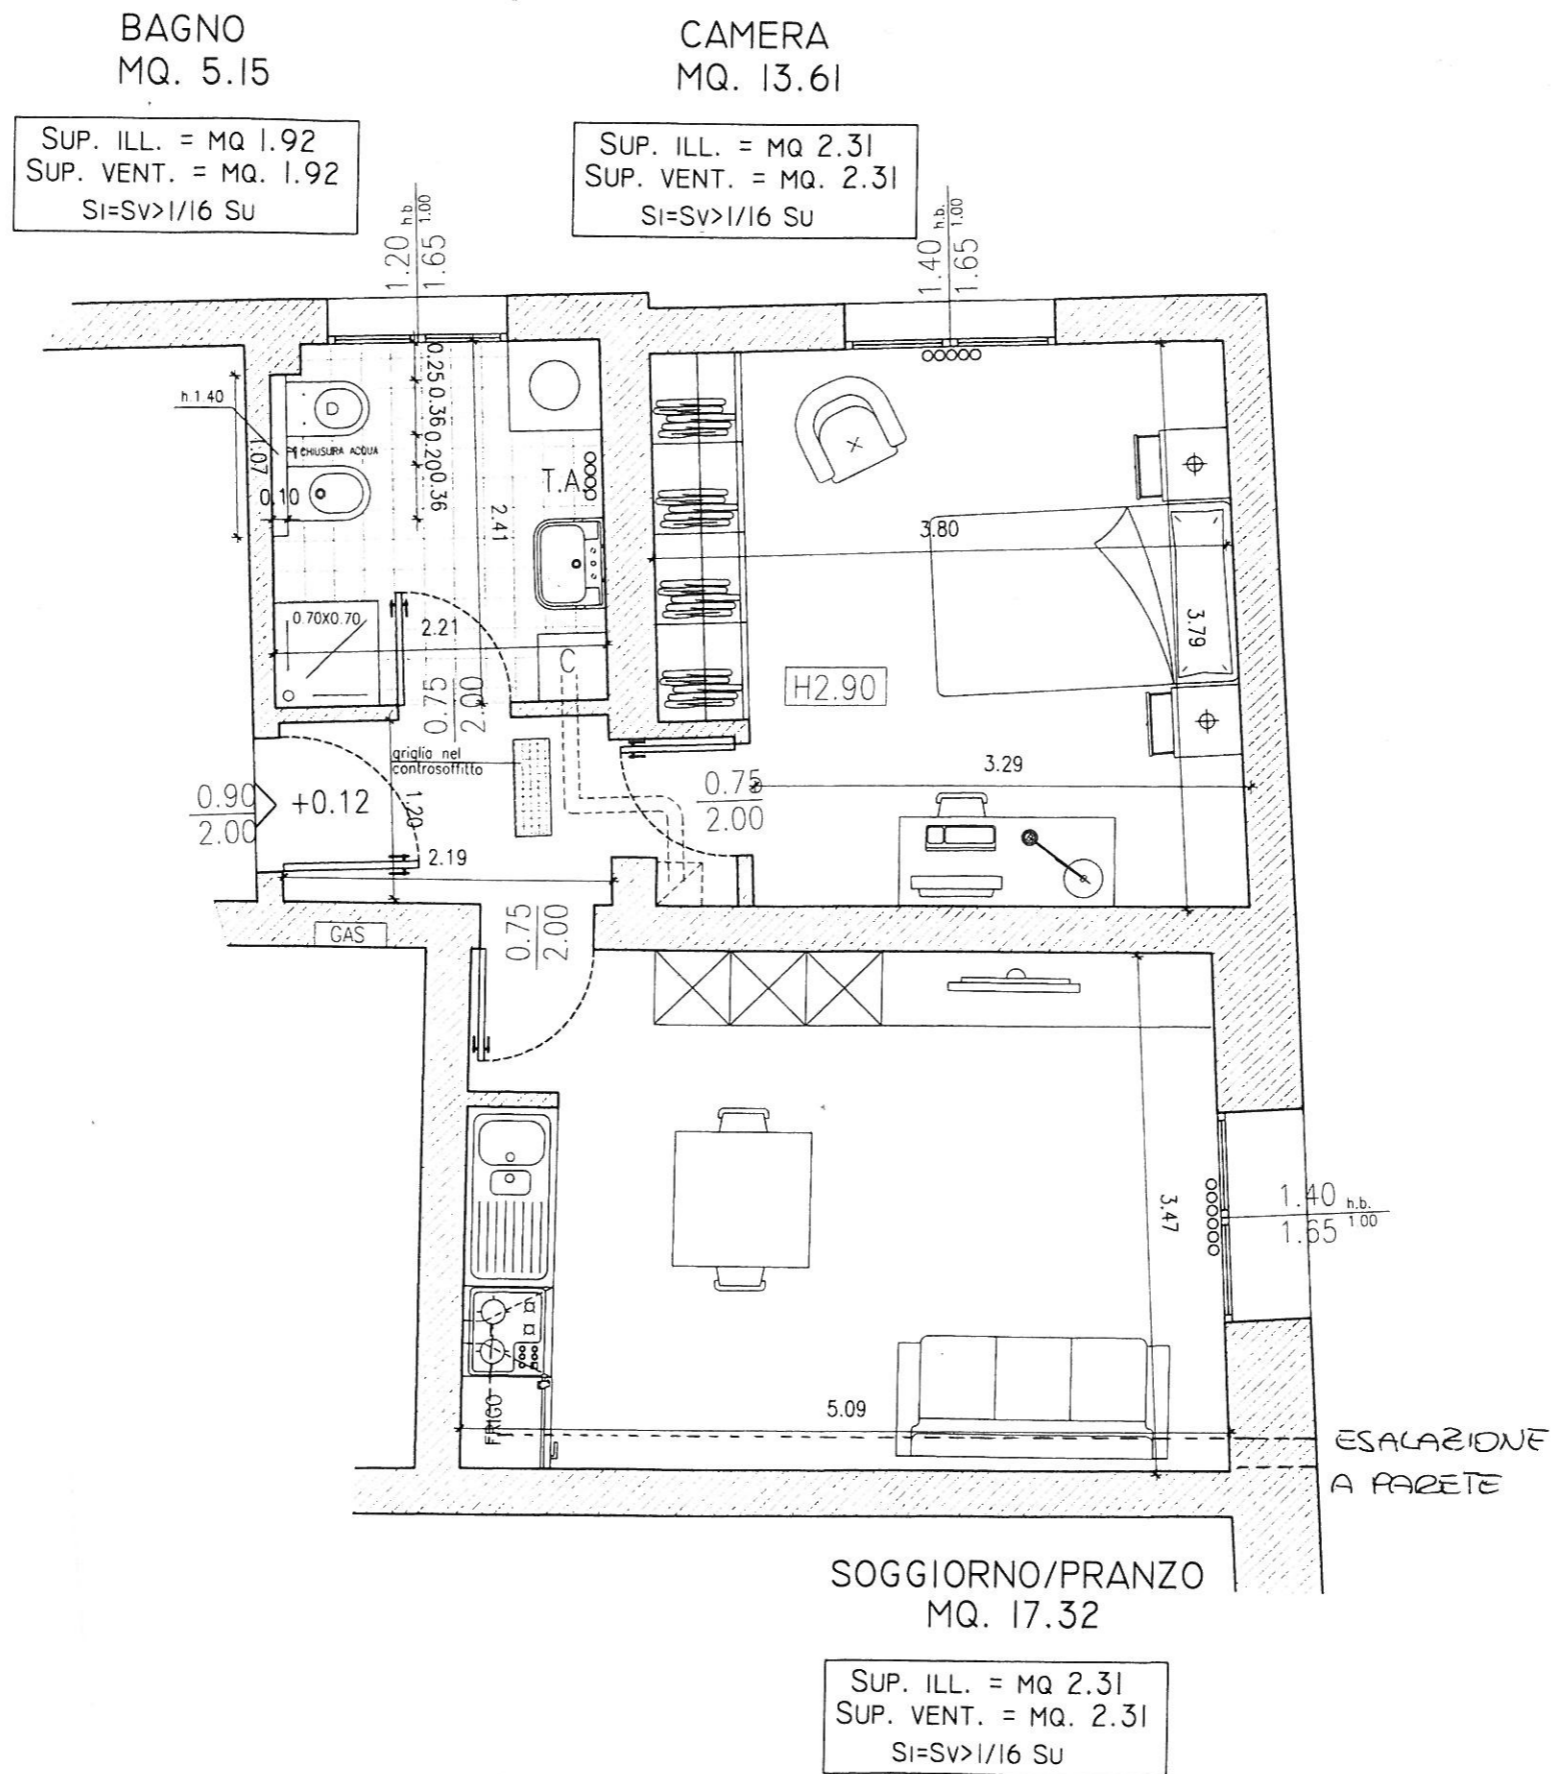 BAGNO
MQ. 5.15
SUP. ILL. = MQ 1.92
SUP. VENT. = MQ. 1.92
SI=SV>1/16 SU
CAMERA
MQ. 13.61
SUP. ILL. = MQ 2.31
SUP. VENT. = MQ. 2.31
SI=SV>1/16 SU
1.20 h.b.
1.65 1.00
1.40 h.b.
1.65 1.00
h.1.40
1.07
0.10
D
CHIUSURA ACQUA
0.25
0.36
0.20
0.36
2.41
T.A.
0.70X0.70
2.21
C
0.75
2.00
3.80
3.79
H2.90
3.29
0.75
2.00
griglia nel
controsoffitto
0.90
2.00
+0.12
1.20
2.19
GAS
0.75
2.00
3.47
1.40 h.b.
1.65 1.00
FRIGO
5.09
ESALAZIONE
A PARETE
SOGGIORNO/PRANZO
MQ. 17.32
SUP. ILL. = MQ 2.31
SUP. VENT. = MQ. 2.31
SI=SV>1/16 SU